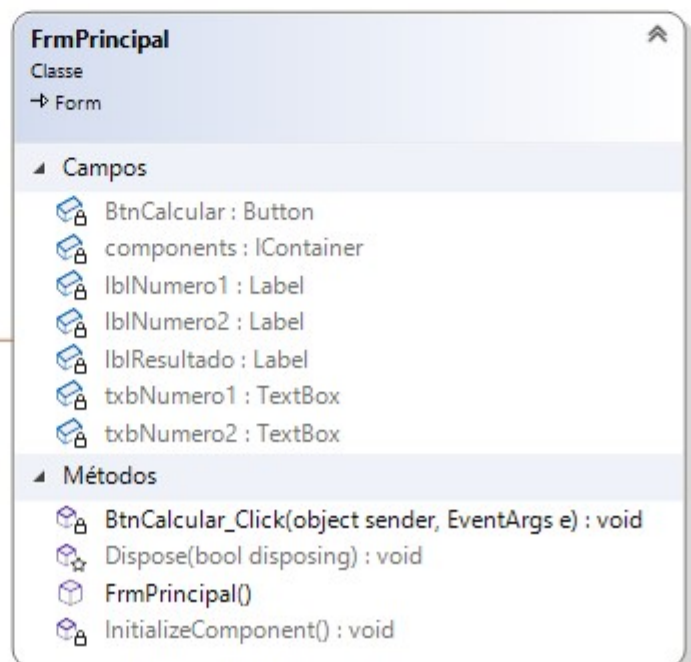 FrmPrincipal
Classe
Form
Campos
BtnCalcular : Button
components : IContainer
lblNumero1 : Label
lblNumero2 : Label
lblResultado : Label
txbNumero1 : TextBox
txbNumero2 : TextBox
Métodos
BtnCalcular_Click(object sender, EventArgs e) : void
Dispose(bool disposing) : void
FrmPrincipal()
InitializeComponent() : void